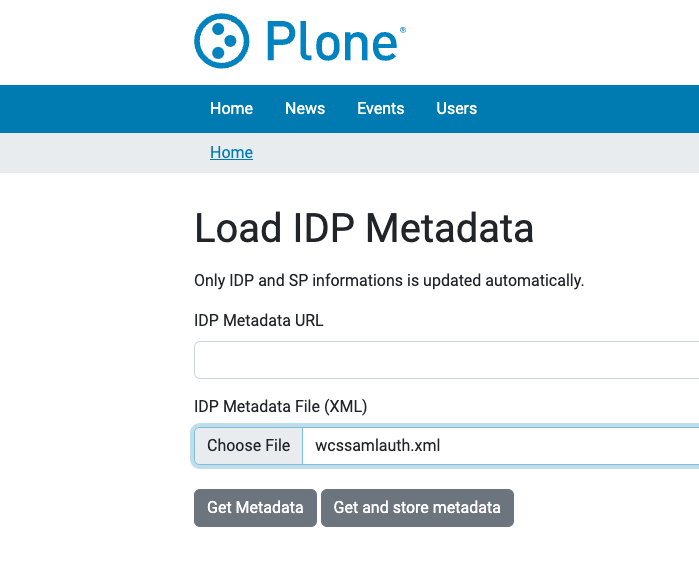 Plone®
Home News Events Users
Home
Load IDP Metadata
Only IDP and SP informations is updated automatically.
IDP Metadata URL
IDP Metadata File (XML)
Choose File wcssamlauth.xml
Get Metadata Get and store metadata